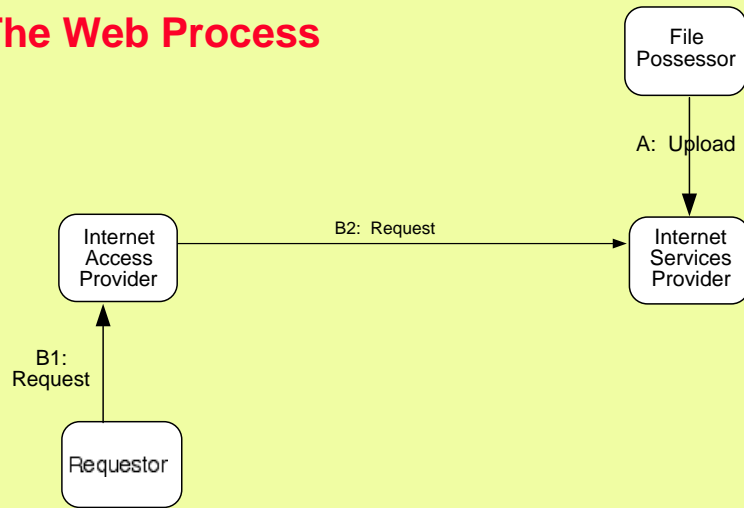 The Web Process
File
Possessor
A: Upload
B2: Request
Internet
Access
Provider
Internet
Services
Provider
B1:
Request
Requestor